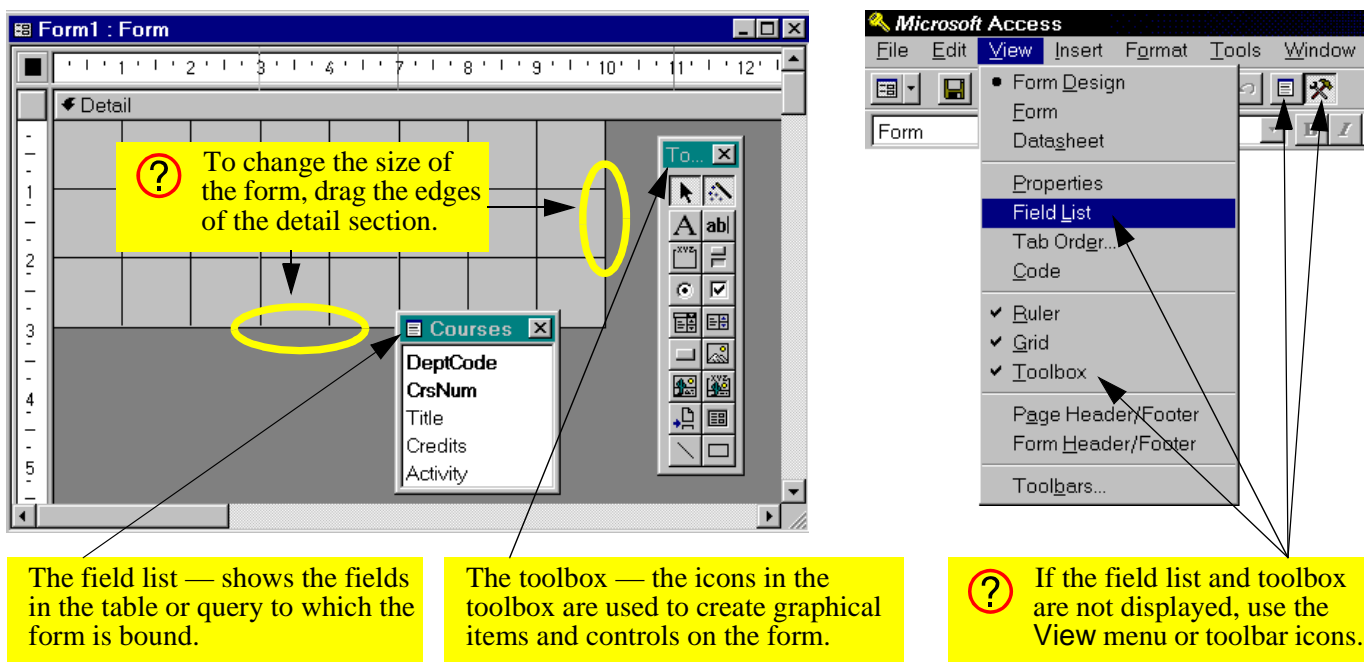 Form1 : Form
1 2 3 4 7 8 9 10 11 12
Detail
1
2
3
4
5
To change the size of
the form, drag the edges
of the detail section.
To...
A ab
XYZ
XYZ
Courses
DeptCode
CrsNum
Title
Credits
Activity
The field list — shows the fields
in the table or query to which the
form is bound.
The toolbox — the icons in the
toolbox are used to create graphical
items and controls on the form.
Microsoft Access
File Edit View Insert Format Tools Window
Form B I
Form Design
Form
Datasheet
Properties
Field List
Tab Order...
Code
Ruler
Grid
Toolbox
Page Header/Footer
Form Header/Footer
Toolbars...
? If the field list and toolbox
are not displayed, use the
View menu or toolbar icons.